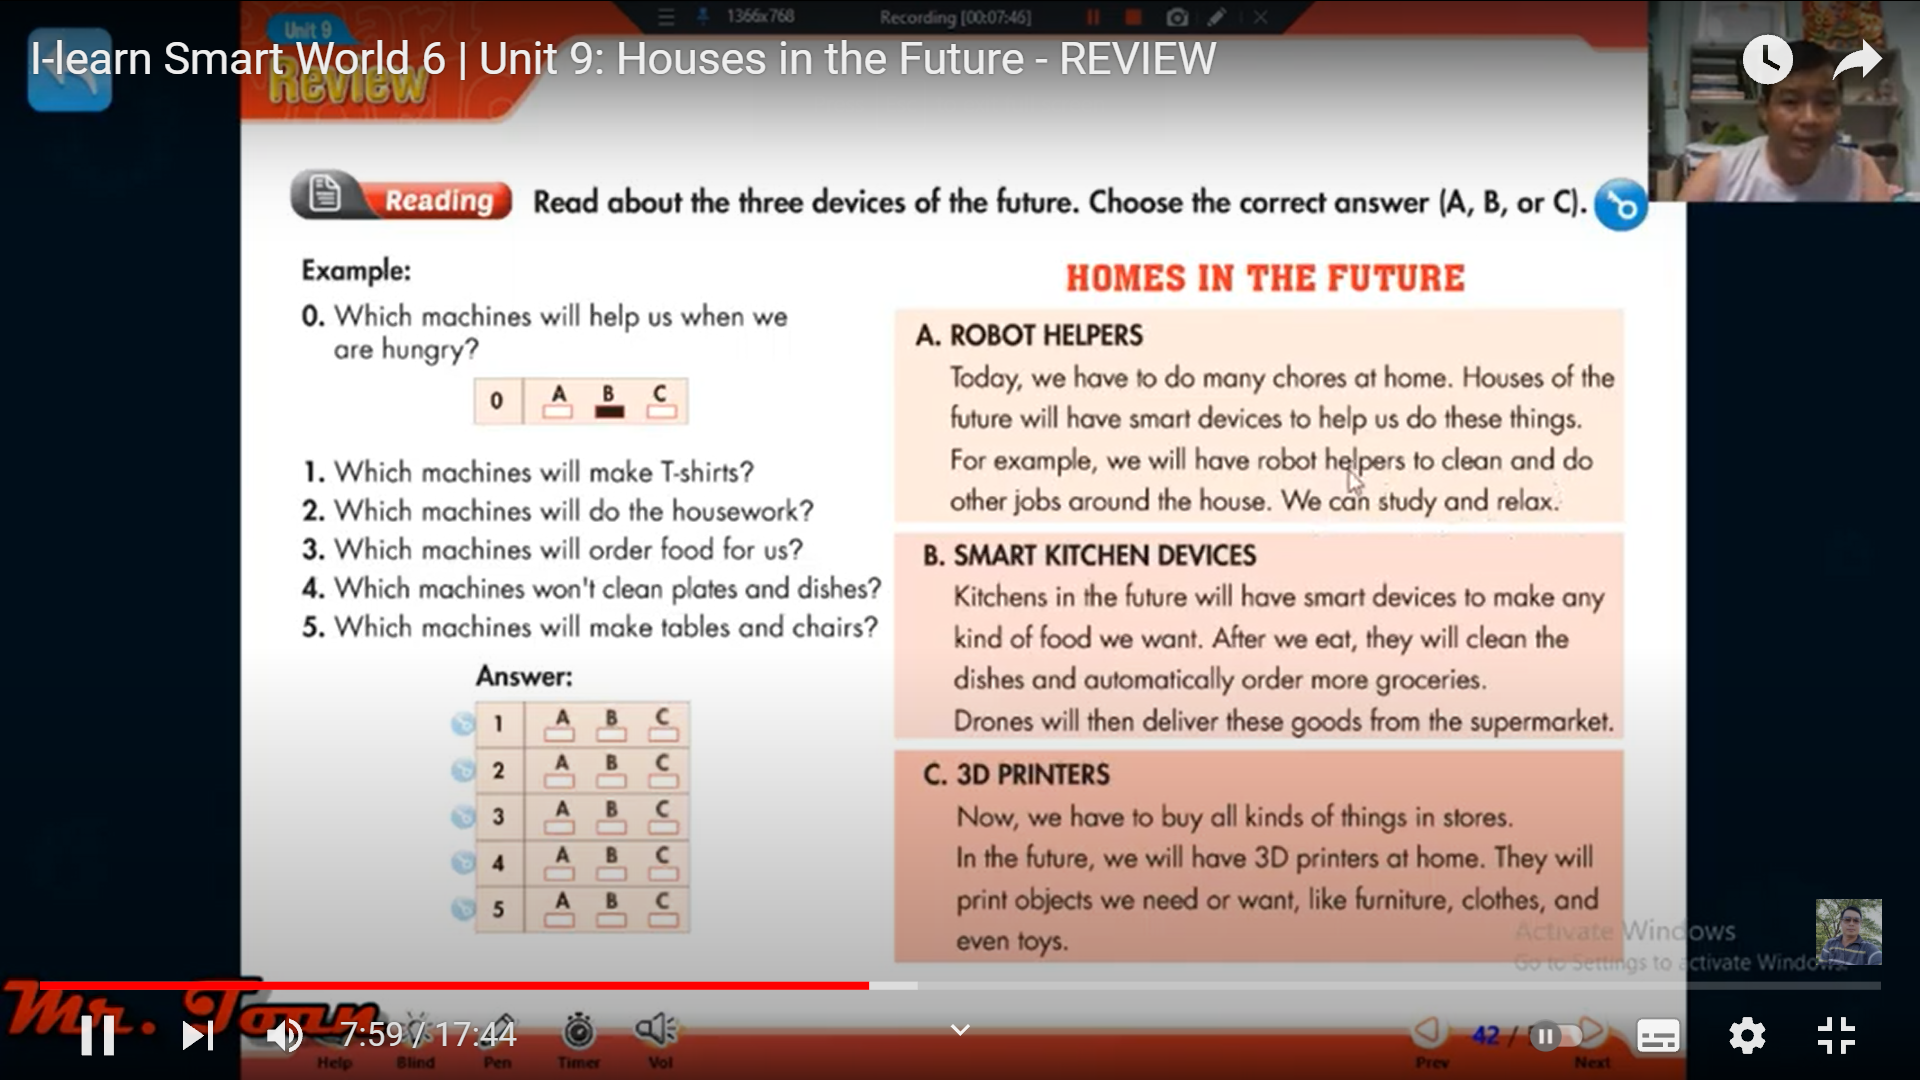 Unit 9
1366x768
Recording [00:07:46]
I-learn Smart World 6 | Unit 9: Houses in the Future - REVIEW
Review
Reading
Read about the three devices of the future. Choose the correct answer (A, B, or C).
Example:
0. Which machines will help us when we
are hungry?
0 A B C
1. Which machines will make T-shirts?
2. Which machines will do the housework?
3. Which machines will order food for us?
4. Which machines won't clean plates and dishes?
5. Which machines will make tables and chairs?
Answer:
1 A B C
2 A B C
3 A B C
4 A B C
5 A B C
HOMES IN THE FUTURE
A. ROBOT HELPERS
Today, we have to do many chores at home. Houses of the
future will have smart devices to help us do these things.
For example, we will have robot helpers to clean and do
other jobs around the house. We can study and relax.
B. SMART KITCHEN DEVICES
Kitchens in the future will have smart devices to make any
kind of food we want. After we eat, they will clean the
dishes and automatically order more groceries.
Drones will then deliver these goods from the supermarket.
C. 3D PRINTERS
Now, we have to buy all kinds of things in stores.
In the future, we will have 3D printers at home. They will
print objects we need or want, like furniture, clothes, and
even toys.
Activate Windows
Go to Settings to activate Windows.
Mr. Toan
7:59 / 17:44
42 /
Help Blind Pen Timer Vol
Prev Next